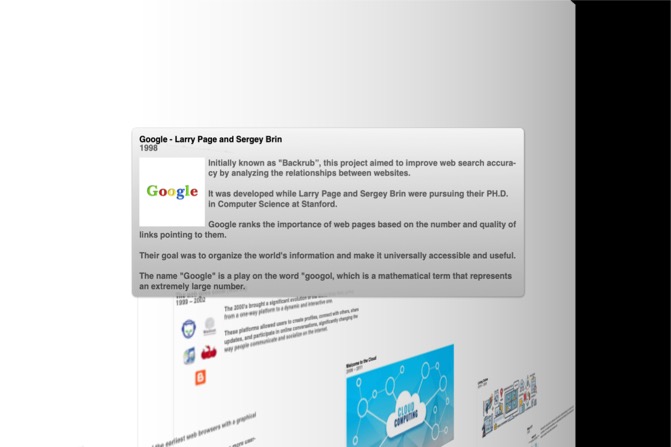 Google - Larry Page and Sergey Brin
1998
Initially known as "Backrub", this project aimed to improve web search accura-
cy by analyzing the relationships between websites.
Google
It was developed while Larry Page and Sergey Brin were pursuing their PH.D.
in Computer Science at Stanford.
Google ranks the importance of web pages based on the number and quality of
links pointing to them.
Their goal was to organize the world's information and make it universally accessible and useful.
The name "Google" is a play on the word "googol, which is a mathematical term that represents
an extremely large number.
The 2000's brought a significant
from a one-way platform to a dynamic and interactive one.
These platforms allowed users to create profiles, connect with others, share
updates, and participate in online conversations, significantly changing the
way people communicate and socialize on the internet.
Welcome to the Cloud
CLOUD
COMPUTING
the earliest web browsers with a graphical